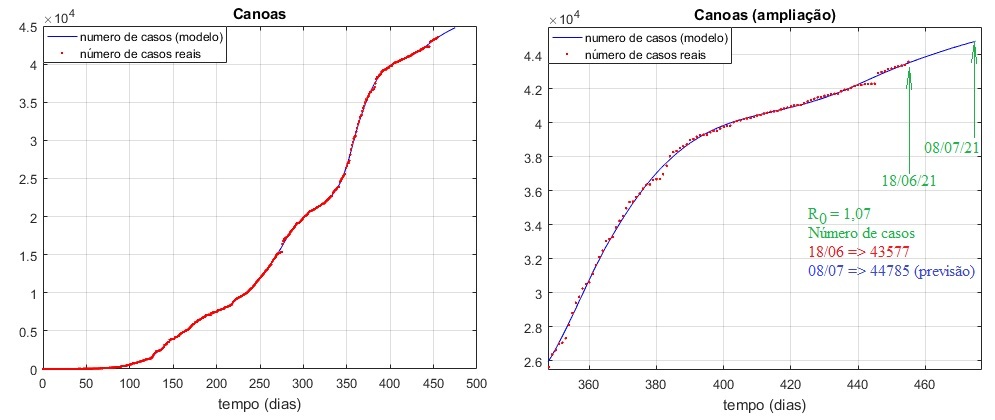 Canoas
×10⁴
numero de casos (modelo)
número de casos reais
4.5
4
3.5
3
2.5
2
1.5
1
0.5
0
0 50 100 150 200 250 300 350 400 450 500
tempo (dias)
Canoas (ampliação)
×10⁴
numero de casos (modelo)
número de casos reais
4.4
4.2
4
3.8
3.6
3.4
3.2
3
2.8
2.6
08/07/21
18/06/21
R₀ = 1,07
Número de casos
18/06 => 43577
08/07 => 44785 (previsão)
360 380 400 420 440 460
tempo (dias)